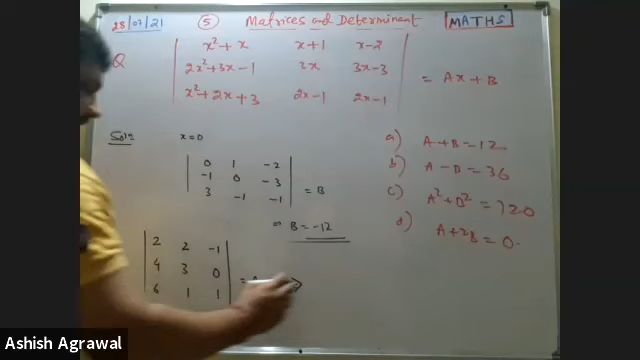 28/07/21 5 Matrices and Determinant MATHS
Q
x²+x x+1 x-2
2x²+3x-1 3x 3x-3
x²+2x+3 2x-1 2x-1
= Ax+B
Solⁿ x=0
0 1 -2
-1 0 -3
3 -1 -1
= B
B = -12
2 2 -1
4 3 0
6 1 1
=
a) A+B=12
b) A-B=36
c) A²+B²=720
d) A+2B=0
Ashish Agrawal